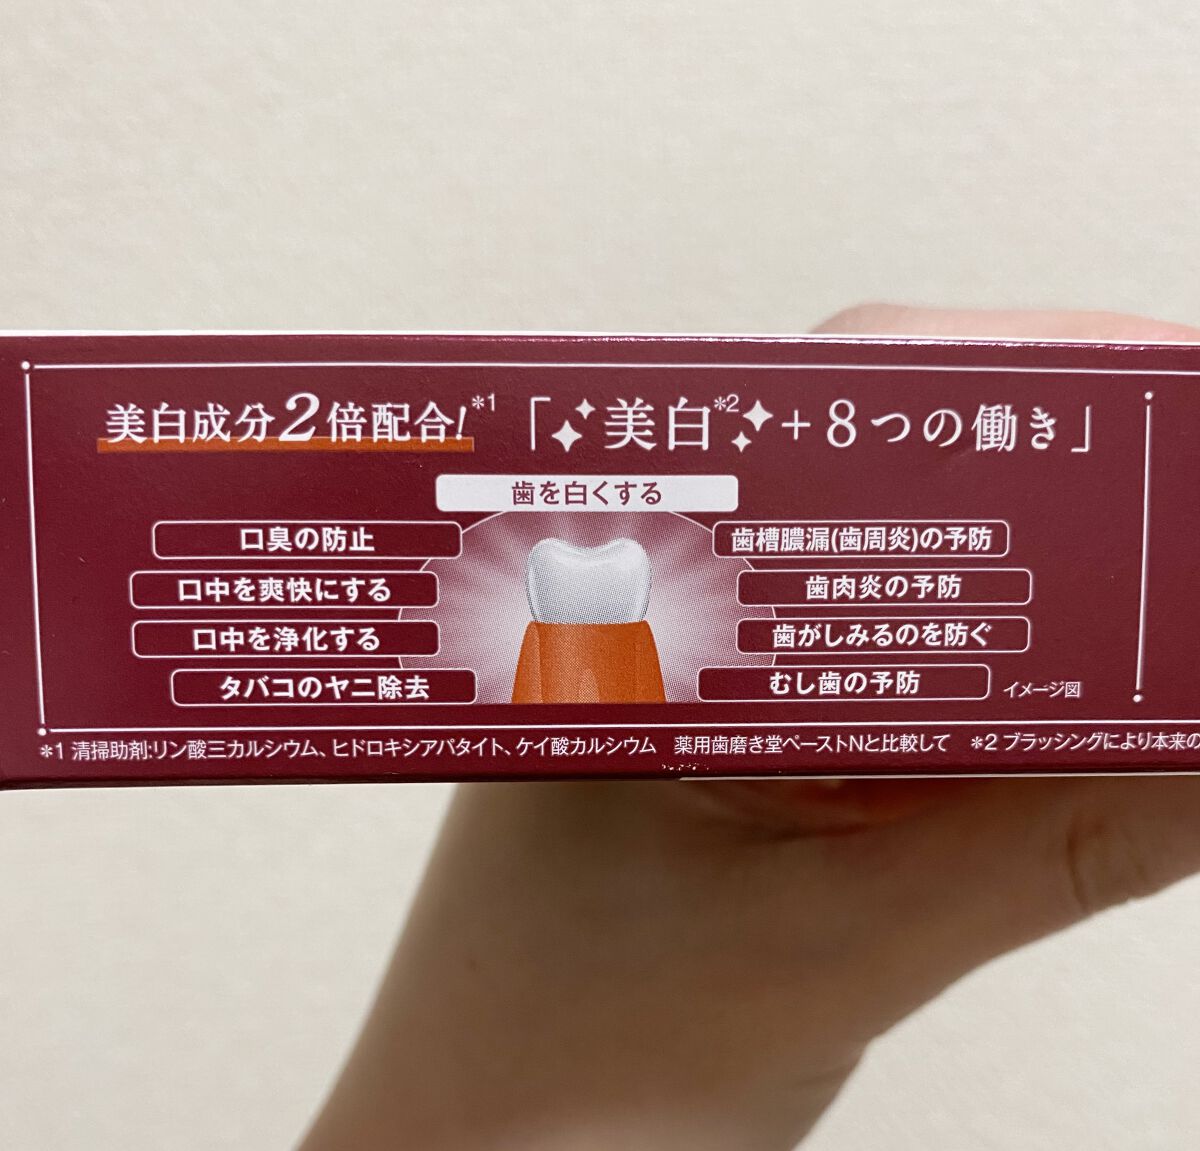 美白成分2倍配合!*1「美白*2+8つの働き」
歯を白くする
口臭の防止
口中を爽快にする
口中を浄化する
タバコのヤニ除去
歯槽膿漏(歯周炎)の予防
歯肉炎の予防
歯がしみるのを防ぐ
むし歯の予防
イメージ図
*1 清掃助剤:リン酸三カルシウム、ヒドロキシアパタイト、ケイ酸カルシウム 薬用歯磨き堂ペーストNと比較して *2 ブラッシングにより本来の